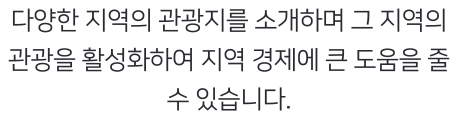 다양한 지역의 관광지를 소개하며 그 지역의
관광을 활성화하여 지역 경제에 큰 도움을 줄
수 있습니다.